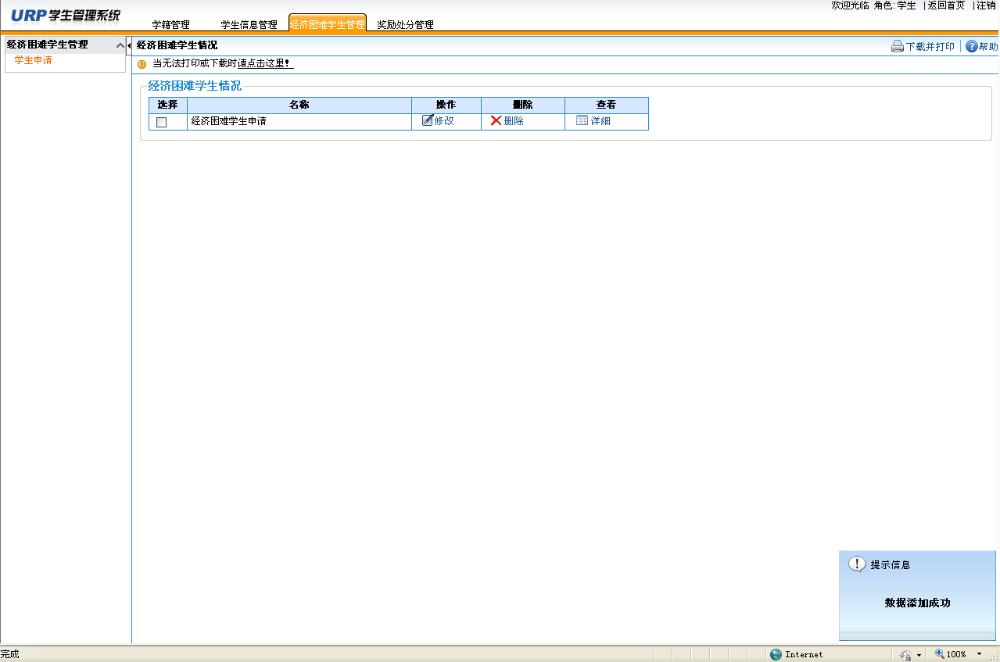 欢迎光临 角色: 学生 返回首页 注销
URP学生管理系统
学籍管理 学生信息管理 经济困难学生管理 奖励处分管理
经济困难学生管理
学生申请
经济困难学生情况 下载并打印 帮助
当无法打印或下载时请点击这里!
经济困难学生情况
选择 名称 操作 删除 查看
经济困难学生申请 修改 删除 详细
提示信息
数据添加成功
完成 Internet 100%